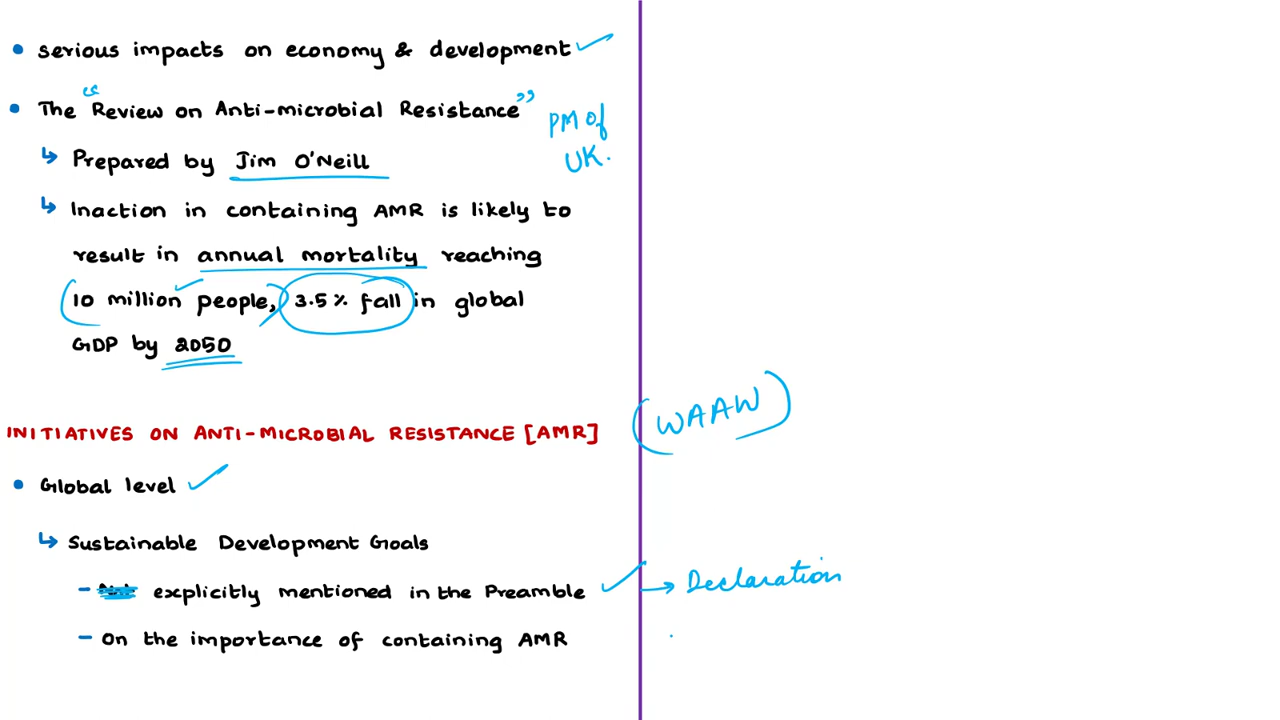 • serious impacts on economy & development ✓
• The "Review on Anti-microbial Resistance"
PM of
UK.
↳ Prepared by Jim O'Neill
↳ Inaction in containing AMR is likely to
result in annual mortality reaching
10 million people, 3.5% fall in global
GDP by 2050
(WAAW)
INITIATIVES ON ANTI-MICROBIAL RESISTANCE [AMR]
• Global level ✓
↳ Sustainable Development Goals
- explicitly mentioned in the Preamble ✓ → Declaration
- On the importance of containing AMR